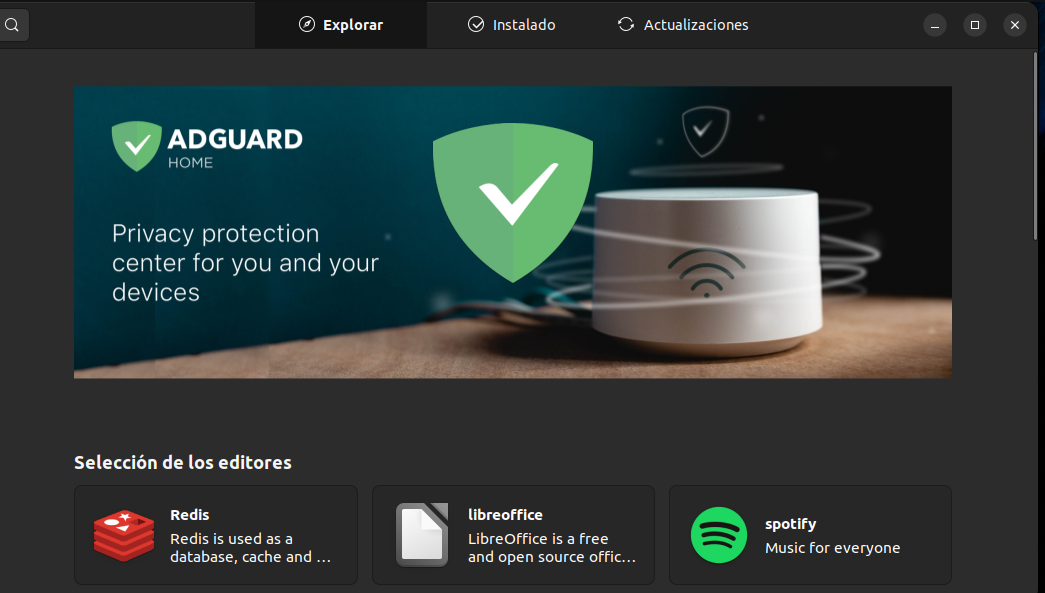 Explorar
Instalado
Actualizaciones
ADGUARD
HOME
Privacy protection
center for you and your
devices
Selección de los editores
Redis
Redis is used as a
database, cache and …
libreoffice
LibreOffice is a free
and open source offic…
spotify
Music for everyone